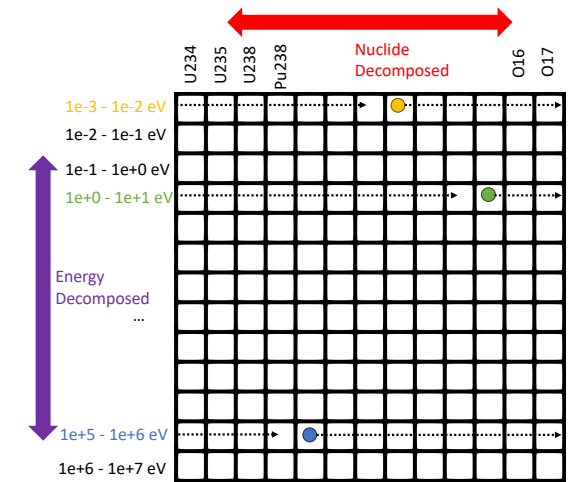 Nuclide
Decomposed
U234
U235
U238
Pu238
O16
O17
1e-3 - 1e-2 eV
1e-2 - 1e-1 eV
1e-1 - 1e+0 eV
1e+0 - 1e+1 eV
Energy
Decomposed
...
1e+5 - 1e+6 eV
1e+6 - 1e+7 eV